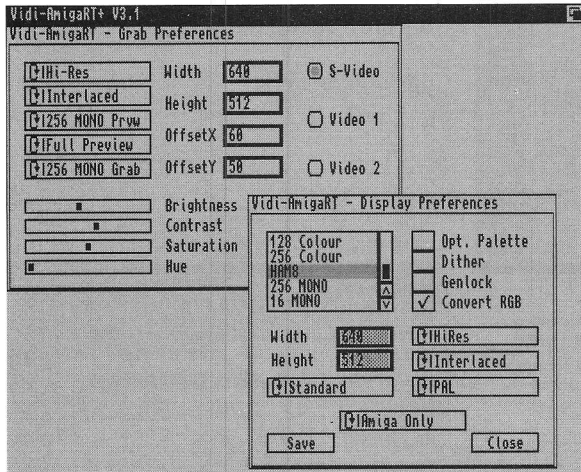 Vidi-AmigaRT+ V3.1
Vidi-AmigaRT - Grab Preferences
Hi-Res
Interlaced
256 MONO Prvw
Full Preview
256 MONO Grab
Width 640
Height 512
OffsetX 60
OffsetY 50
S-Video
Video 1
Video 2
Brightness
Contrast
Saturation
Hue
Vidi-AmigaRT - Display Preferences
128 Colour
256 Colour
HAM8
256 MONO
16 MONO
Opt. Palette
Dither
Genlock
Convert RGB
Width 640
Height 512
HiRes
Interlaced
Standard
PAL
Amiga Only
Save
Close